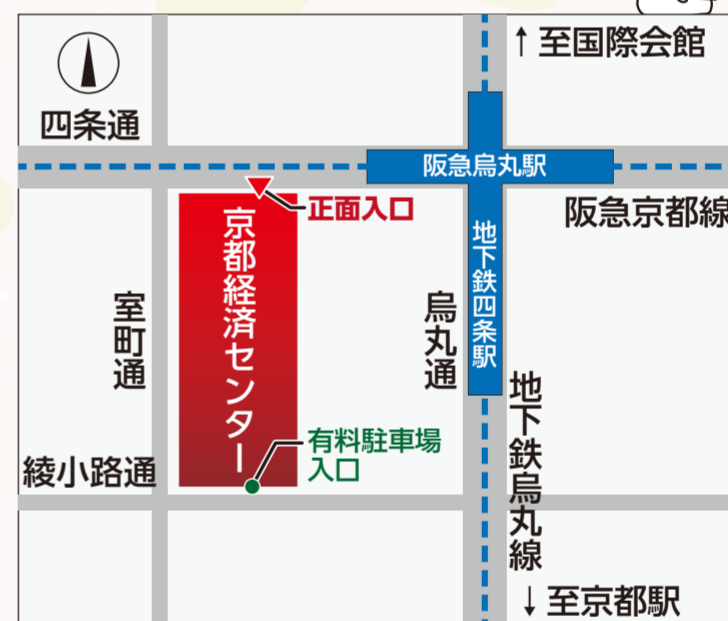 ↑至国際会館
四条通
阪急烏丸駅
正面入口
阪急京都線
京都経済センター
地下鉄四条駅
室町通
烏丸通
地下鉄烏丸線
有料駐車場
入口
綾小路通
↓至京都駅